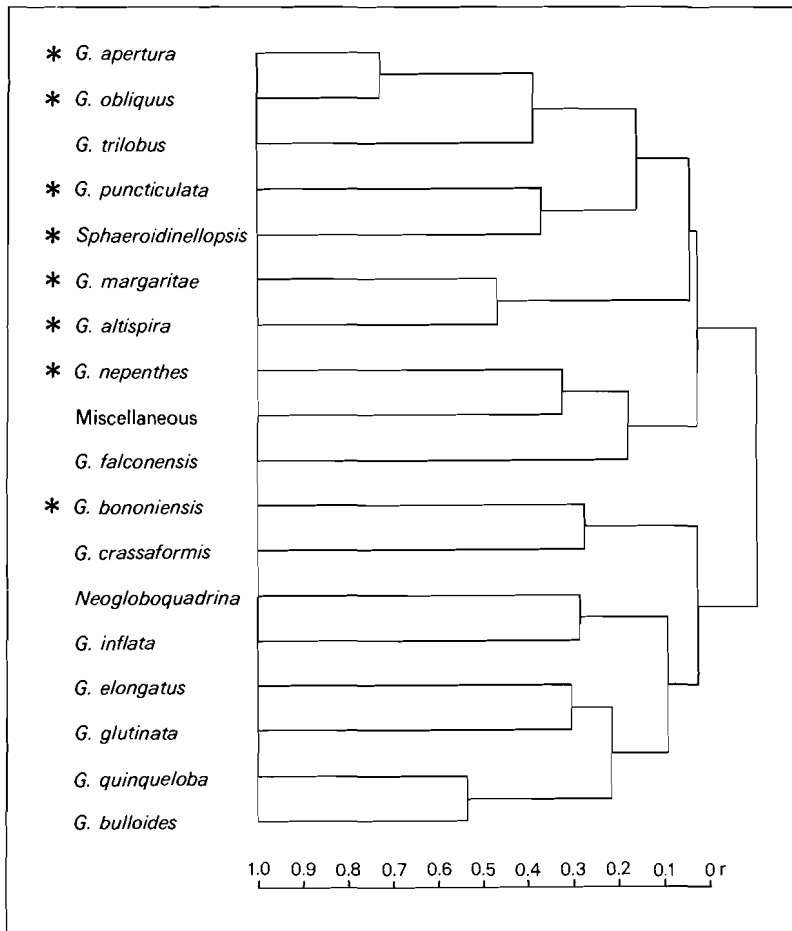 * G. apertura
* G. obliquus
G. trilobus
* G. puncticulata
* Sphaeroidinellopsis
* G. margaritae
* G. altispira
* G. nepenthes
Miscellaneous
G. falconensis
* G. bononiensis
G. crassaformis
Neogloboquadrina
G. inflata
G. elongatus
G. glutinata
G. quinqueloba
G. bulloides
1.0 0.9 0.8 0.7 0.6 0.5 0.4 0.3 0.2 0.1 0 r